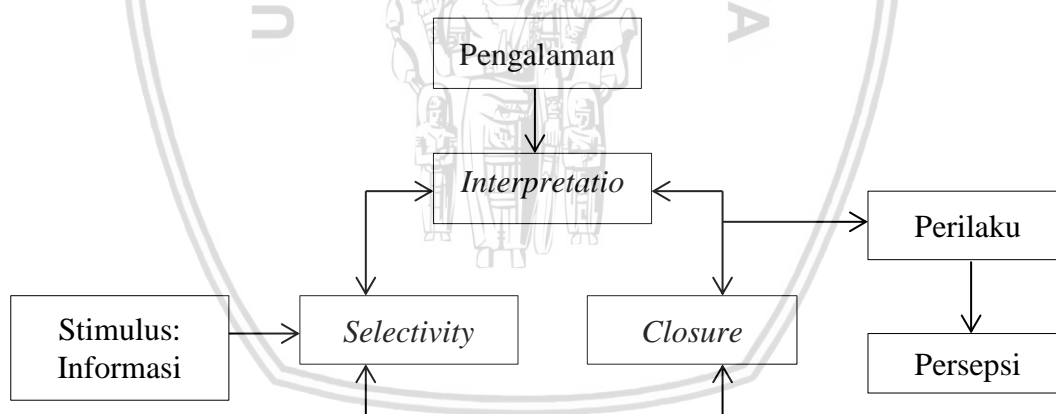 U
A
Pengalaman
Interpretatio
Perilaku
Stimulus:
Informasi
Selectivity
Closure
Persepsi